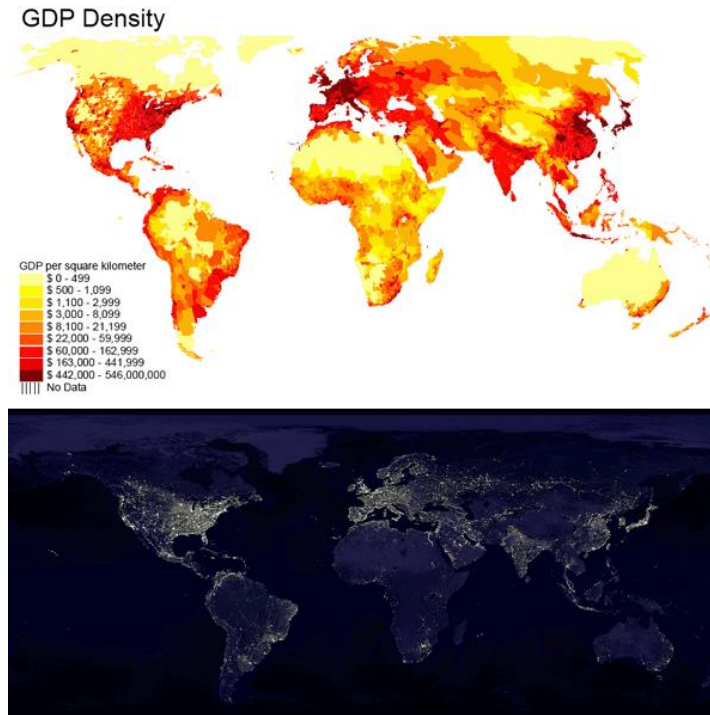 GDP Density
GDP per square kilometer
$ 0 - 499
$ 500 - 1,099
$ 1,100 - 2,999
$ 3,000 - 8,099
$ 8,100 - 21,199
$ 22,000 - 59,999
$ 60,000 - 162,999
$ 163,000 - 441,999
$ 442,000 - 546,000,000
No Data